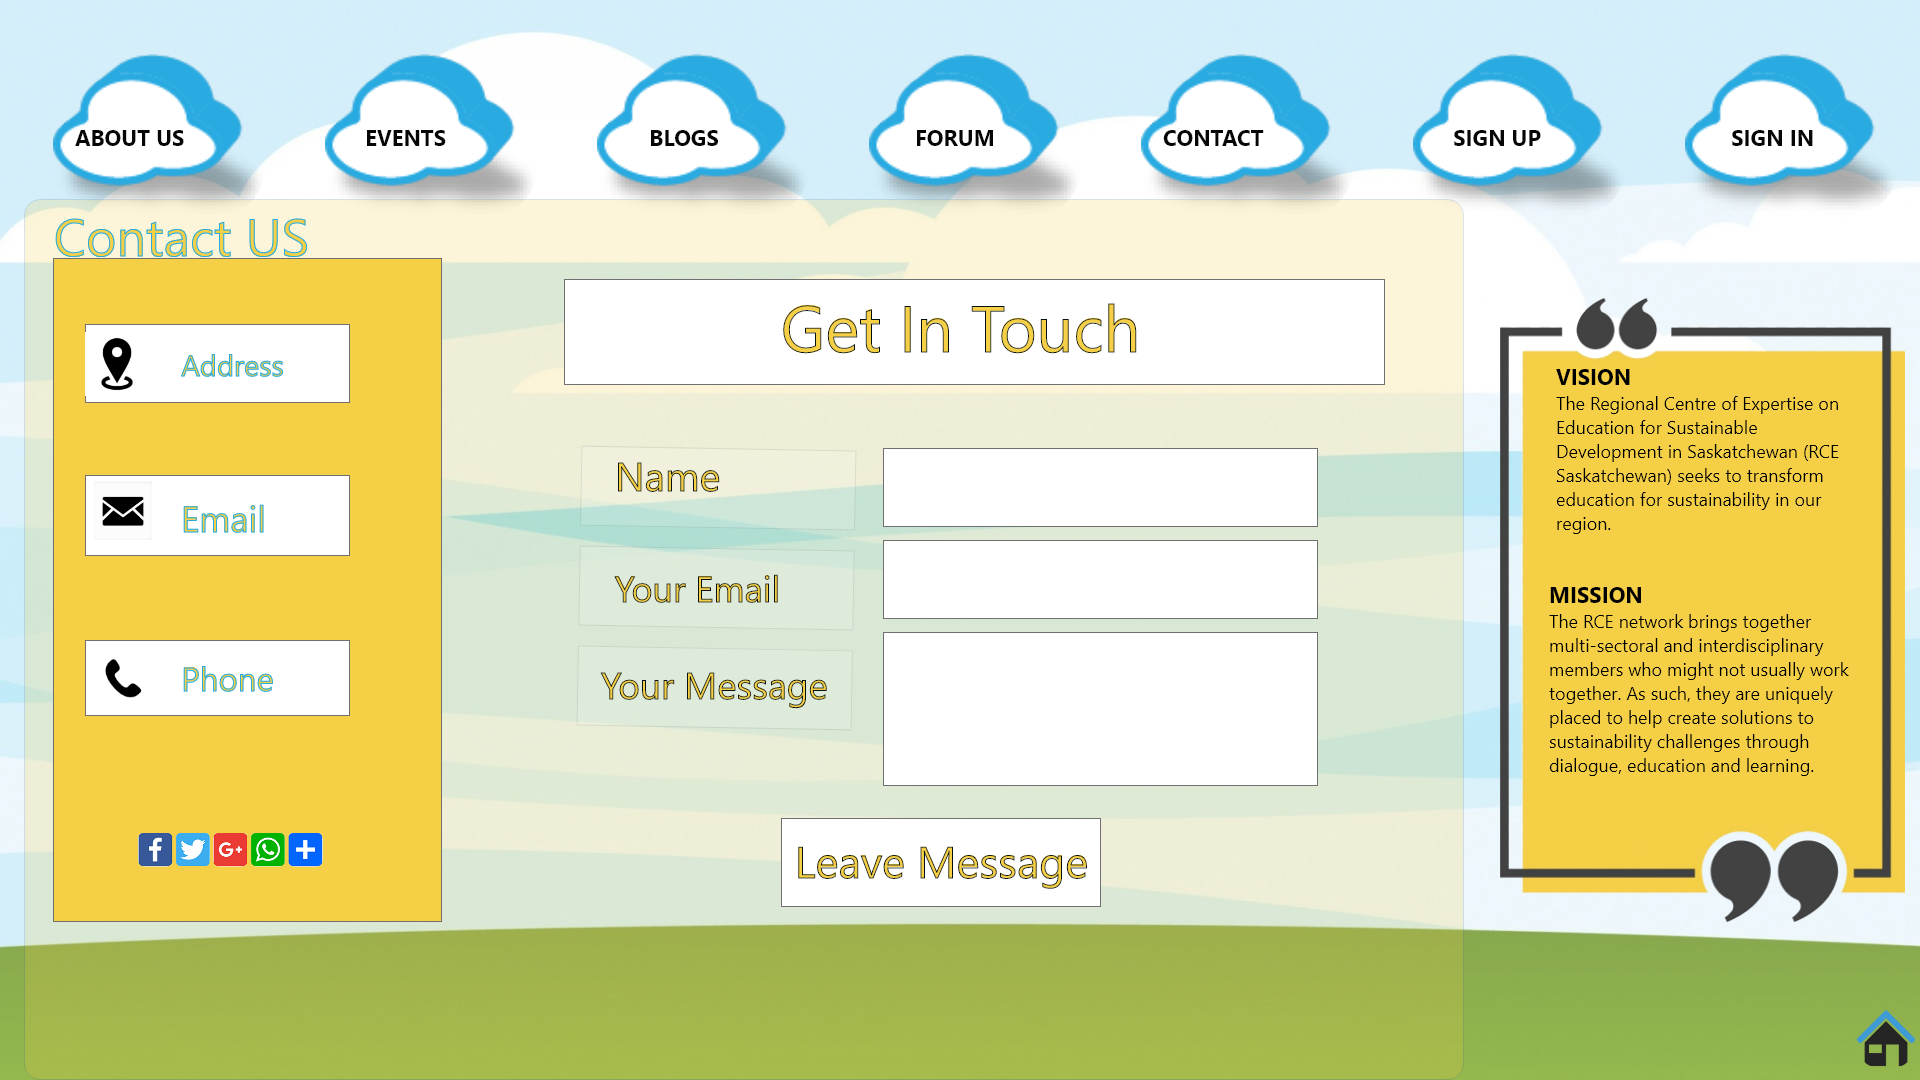 ABOUT US
EVENTS
BLOGS
FORUM
CONTACT
SIGN UP
SIGN IN
Contact US
Address
Email
Phone
f
G+
Get In Touch
Name
Your Email
Your Message
Leave Message
VISION
The Regional Centre of Expertise on
Education for Sustainable
Development in Saskatchewan (RCE
Saskatchewan) seeks to transform
education for sustainability in our
region.
MISSION
The RCE network brings together
multi-sectoral and interdisciplinary
members who might not usually work
together. As such, they are uniquely
placed to help create solutions to
sustainability challenges through
dialogue, education and learning.